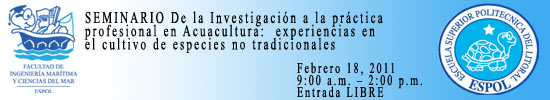 SEMINARIO De la Investigación a la práctica
profesional en Acuacultura: experiencias en
el cultivo de especies no tradicionales
Febrero 18, 2011
9:00 a.m. – 2:00 p.m.
Entrada LIBRE
FACULTAD DE
INGENIERÍA MARÍTIMA
Y CIENCIAS DEL MAR
ESPOL
ESCUELA SUPERIOR POLITECNICA DEL LITORAL
ESPOL